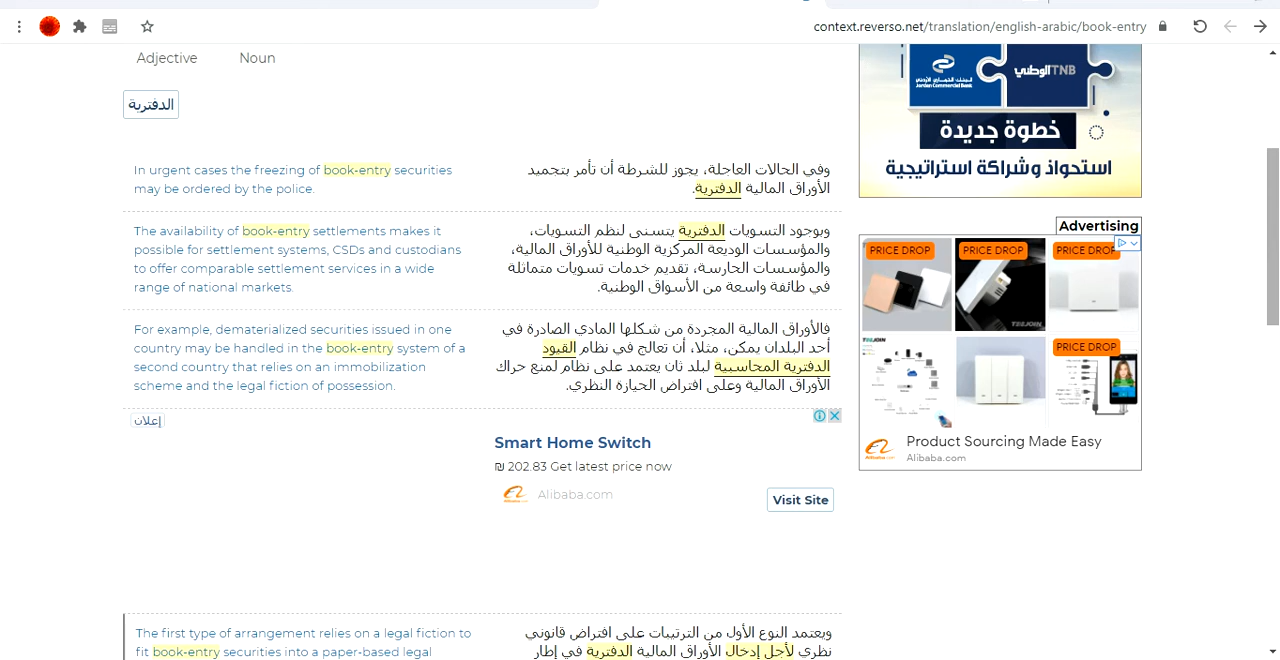 context.reverso.net/translation/english-arabic/book-entry
Adjective Noun
الدفترية
In urgent cases the freezing of book-entry securities
may be ordered by the police.
وفي الحالات العاجلة، يجوز للشرطة أن تأمر بتجميد
الأوراق المالية الدفترية.
The availability of book-entry settlements makes it
possible for settlement systems, CSDs and custodians
to offer comparable settlement services in a wide
range of national markets.
وبوجود التسويات الدفترية يتسنى لنظم التسويات،
والمؤسسات الوديعة المركزية الوطنية للأوراق المالية،
والمؤسسات الحارسة، تقديم خدمات تسويات متماثلة
في طائفة واسعة من الأسواق الوطنية.
For example, dematerialized securities issued in one
country may be handled in the book-entry system of a
second country that relies on an immobilization
scheme and the legal fiction of possession.
فالأوراق المالية المجردة من شكلها المادي الصادرة في
أحد البلدان يمكن، مثلا، أن تعالج في نظام القيود
الدفترية المحاسبية لبلد ثان يعتمد على نظام لمنع حراك
الأوراق المالية وعلى افتراض الحيازة النظري.
إعلان
Smart Home Switch
₪ 202.83 Get latest price now
Alibaba.com
Visit Site
The first type of arrangement relies on a legal fiction to
fit book-entry securities into a paper-based legal
ويعتمد النوع الأول من الترتيبات على افتراض قانوني
نظري لأجل إدخال الأوراق المالية الدفترية في إطار
البنك التجاري الأردني
Jordan Commercial Bank
الوطني TNB
خطوة جديدة
استحواذ وشراكة استراتيجية
Advertising
PRICE DROP
PRICE DROP
PRICE DROP
PRICE DROP
Product Sourcing Made Easy
Alibaba.com